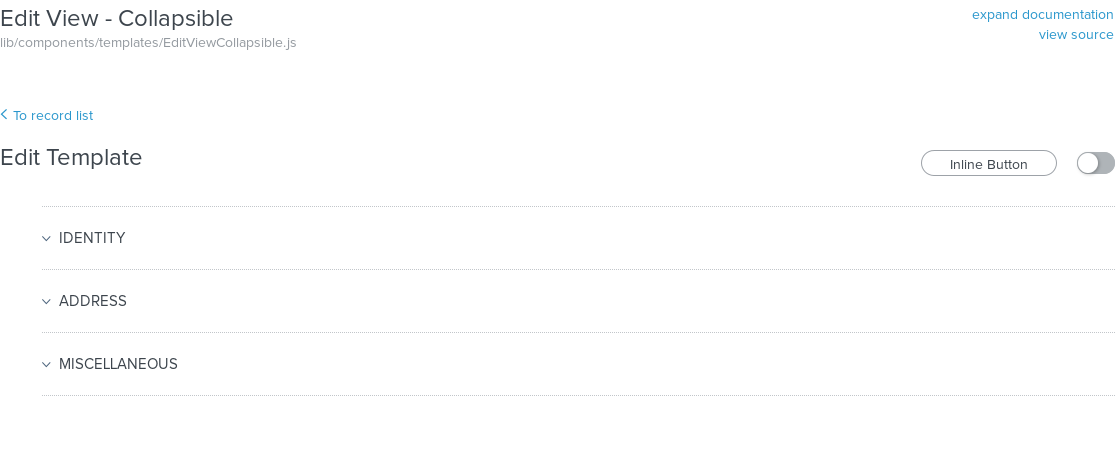 Edit View - Collapsible
expand documentation
lib/components/templates/EditViewCollapsible.js
view source
To record list
Edit Template
Inline Button
IDENTITY
ADDRESS
MISCELLANEOUS